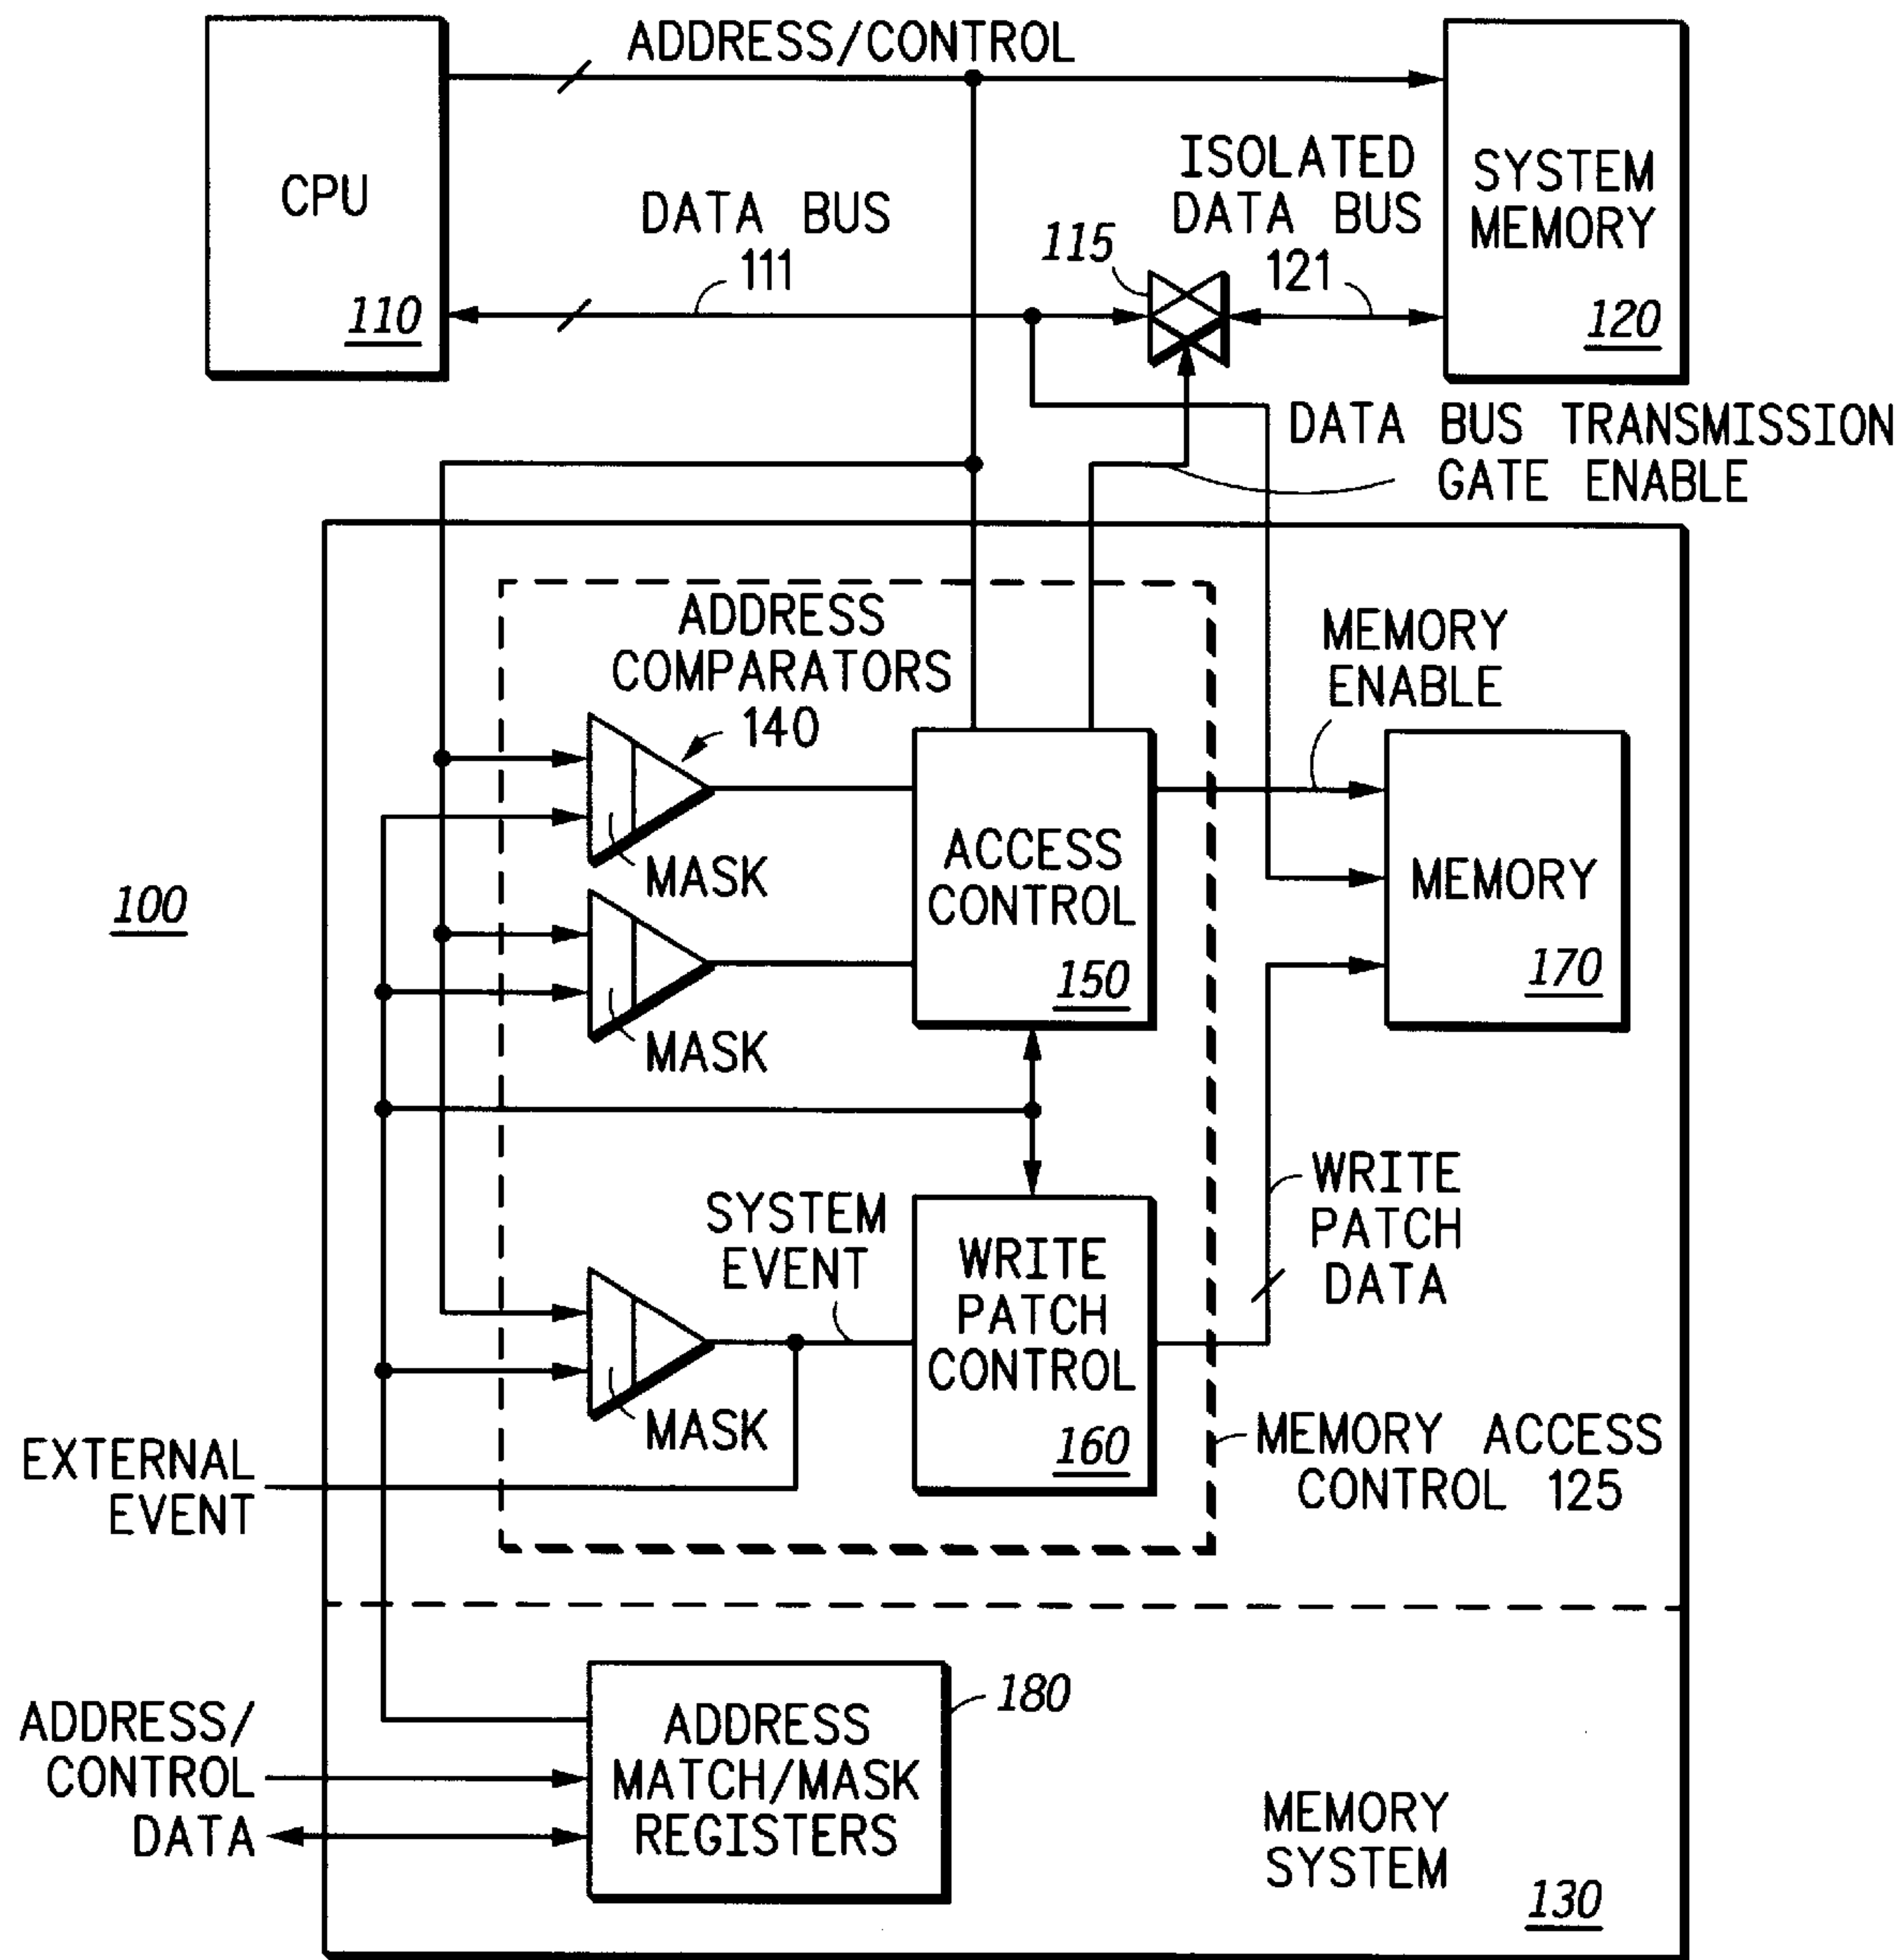 ADDRESS/CONTROL
CPU
110
DATA BUS
111
115
ISOLATED
DATA BUS
121
SYSTEM
MEMORY
120
DATA BUS TRANSMISSION
GATE ENABLE
100
ADDRESS
COMPARATORS
140
MASK
MASK
ACCESS
CONTROL
150
MEMORY
ENABLE
MEMORY
170
SYSTEM
EVENT
MASK
WRITE
PATCH
CONTROL
160
WRITE
PATCH
DATA
MEMORY ACCESS
CONTROL 125
EXTERNAL
EVENT
ADDRESS/
CONTROL
DATA
ADDRESS
MATCH/MASK
REGISTERS
180
MEMORY
SYSTEM
130